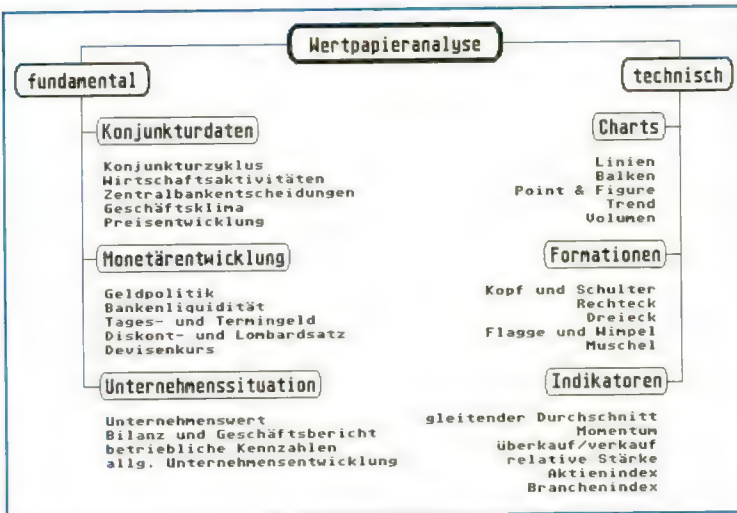 Wertpapieranalyse
fundamental
Konjunkturdaten
Konjunkturzyklus
Wirtschaftsaktivitäten
Zentralbankentscheidungen
Geschäftsklima
Preisentwicklung
Monetärentwicklung
Geldpolitik
Bankenliquidität
Tages- und Termingeld
Diskont- und Lombardsatz
Devisenkurs
Unternehmenssituation
Unternehmenswert
Bilanz und Geschäftsbericht
betriebliche Kennzahlen
allg. Unternehmensentwicklung
technisch
Charts
Linien
Balken
Point & Figure
Trend
Volumen
Formationen
Kopf und Schulter
Rechteck
Dreieck
Flagge und Wimpel
Muschel
Indikatoren
gleitender Durchschnitt
Momentum
überkauf/verkauf
relative Stärke
Aktienindex
Branchenindex